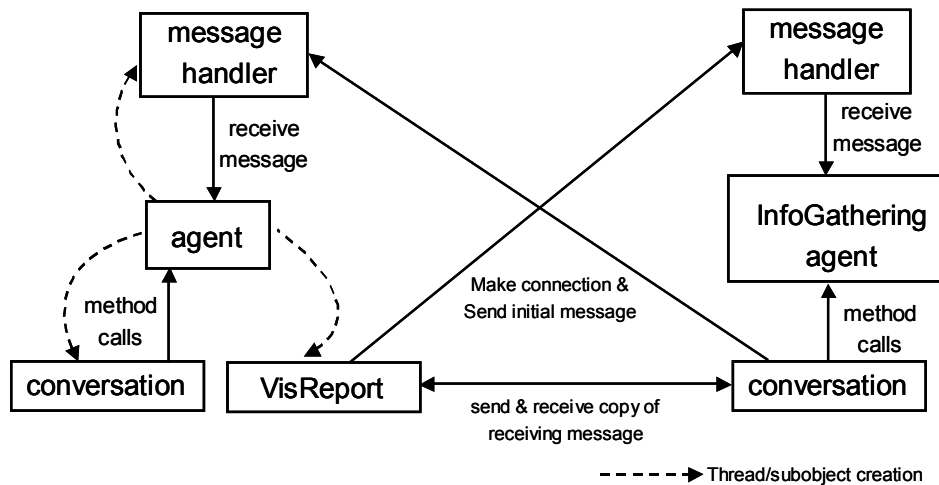 message
handler
receive
message
agent
method
calls
conversation
VisReport
Make connection &
Send initial message
send & receive copy of
receiving message
message
handler
receive
message
InfoGathering
agent
method
calls
conversation
Thread/subobject creation